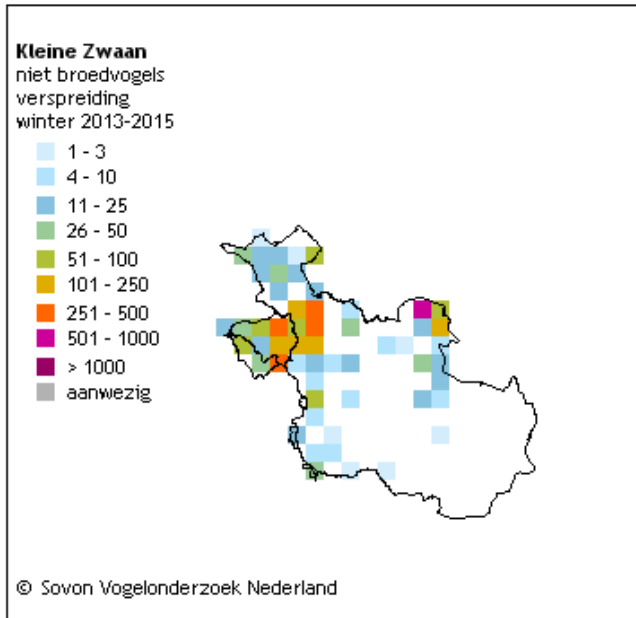 Kleine Zwaan
niet broedvogels
verspreiding
winter 2013-2015
1 - 3
4 - 10
11 - 25
26 - 50
51 - 100
101 - 250
251 - 500
501 - 1000
> 1000
aanwezig
© Sovon Vogelonderzoek Nederland